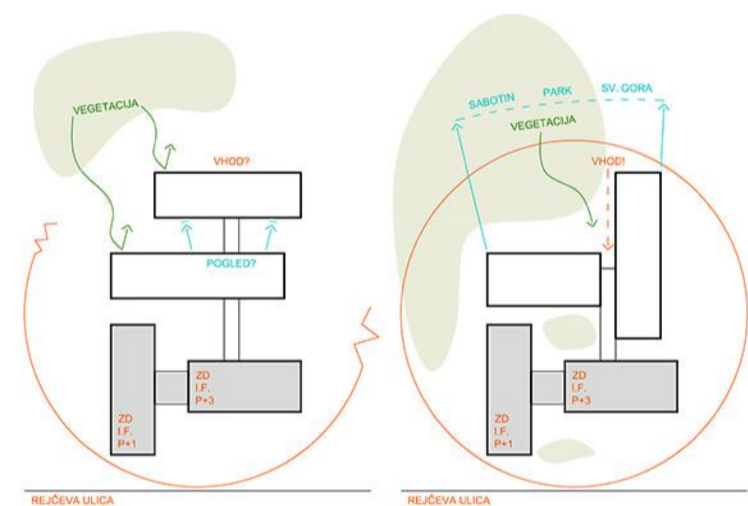 VEGETACIJA
VHOD?
POGLED?
ZD
I.F.
P+3
ZD
I.F.
P+1
REJČEVA ULICA
SABOTIN PARK SV. GORA
VEGETACIJA
VHOD!
ZD
I.F.
P+3
ZD
I.F.
P+1
REJČEVA ULICA